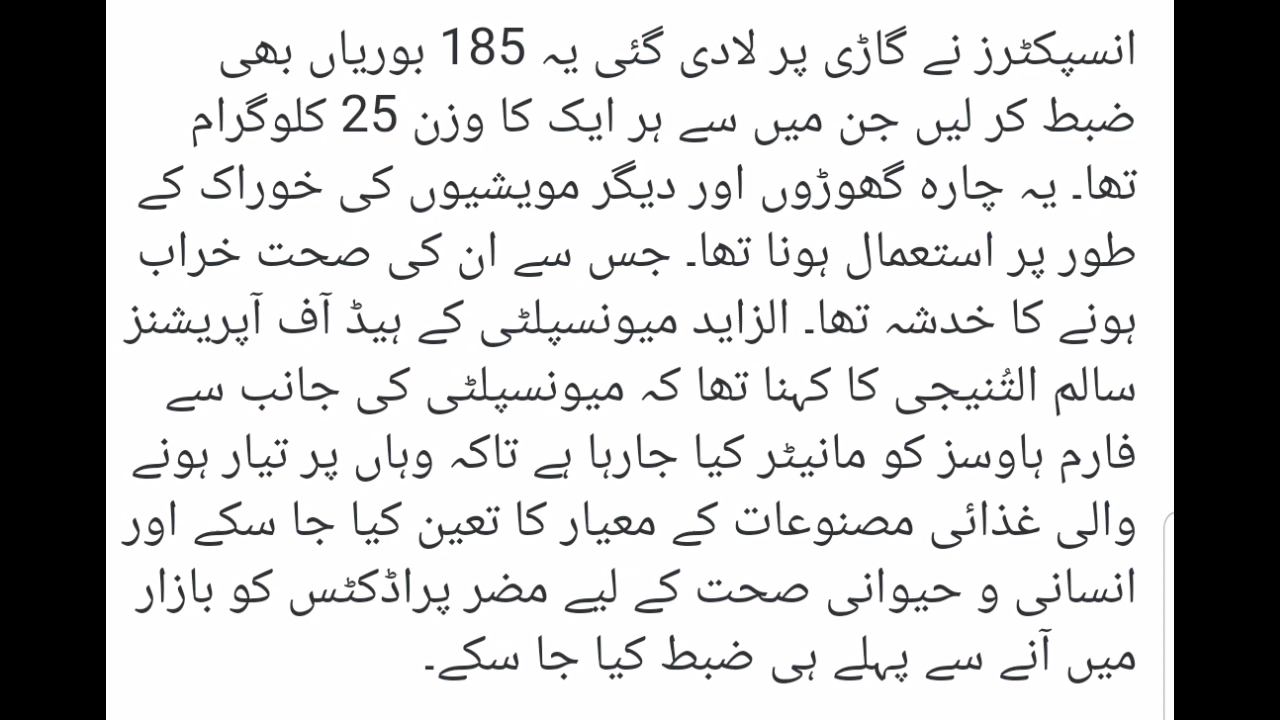 انسپکٹرز نے گاڑی پر لادی گئی یہ 185 بوریاں بھی
ضبط کر لیں جن میں سے ہر ایک کا وزن 25 کلوگرام
تھا۔ یہ چارہ گھوڑوں اور دیگر مویشیوں کی خوراک کے
طور پر استعمال ہونا تھا۔ جس سے ان کی صحت خراب
ہونے کا خدشہ تھا۔ الزاید میونسپلٹی کے ہیڈ آف آپریشنز
سالم التُنیجی کا کہنا تھا کہ میونسپلٹی کی جانب سے
فارم ہاوسز کو مانیٹر کیا جارہا ہے تاکہ وہاں پر تیار ہونے
والی غذائی مصنوعات کے معیار کا تعین کیا جا سکے اور
انسانی و حیوانی صحت کے لیے مضر پراڈکٹس کو بازار
میں آنے سے پہلے ہی ضبط کیا جا سکے۔